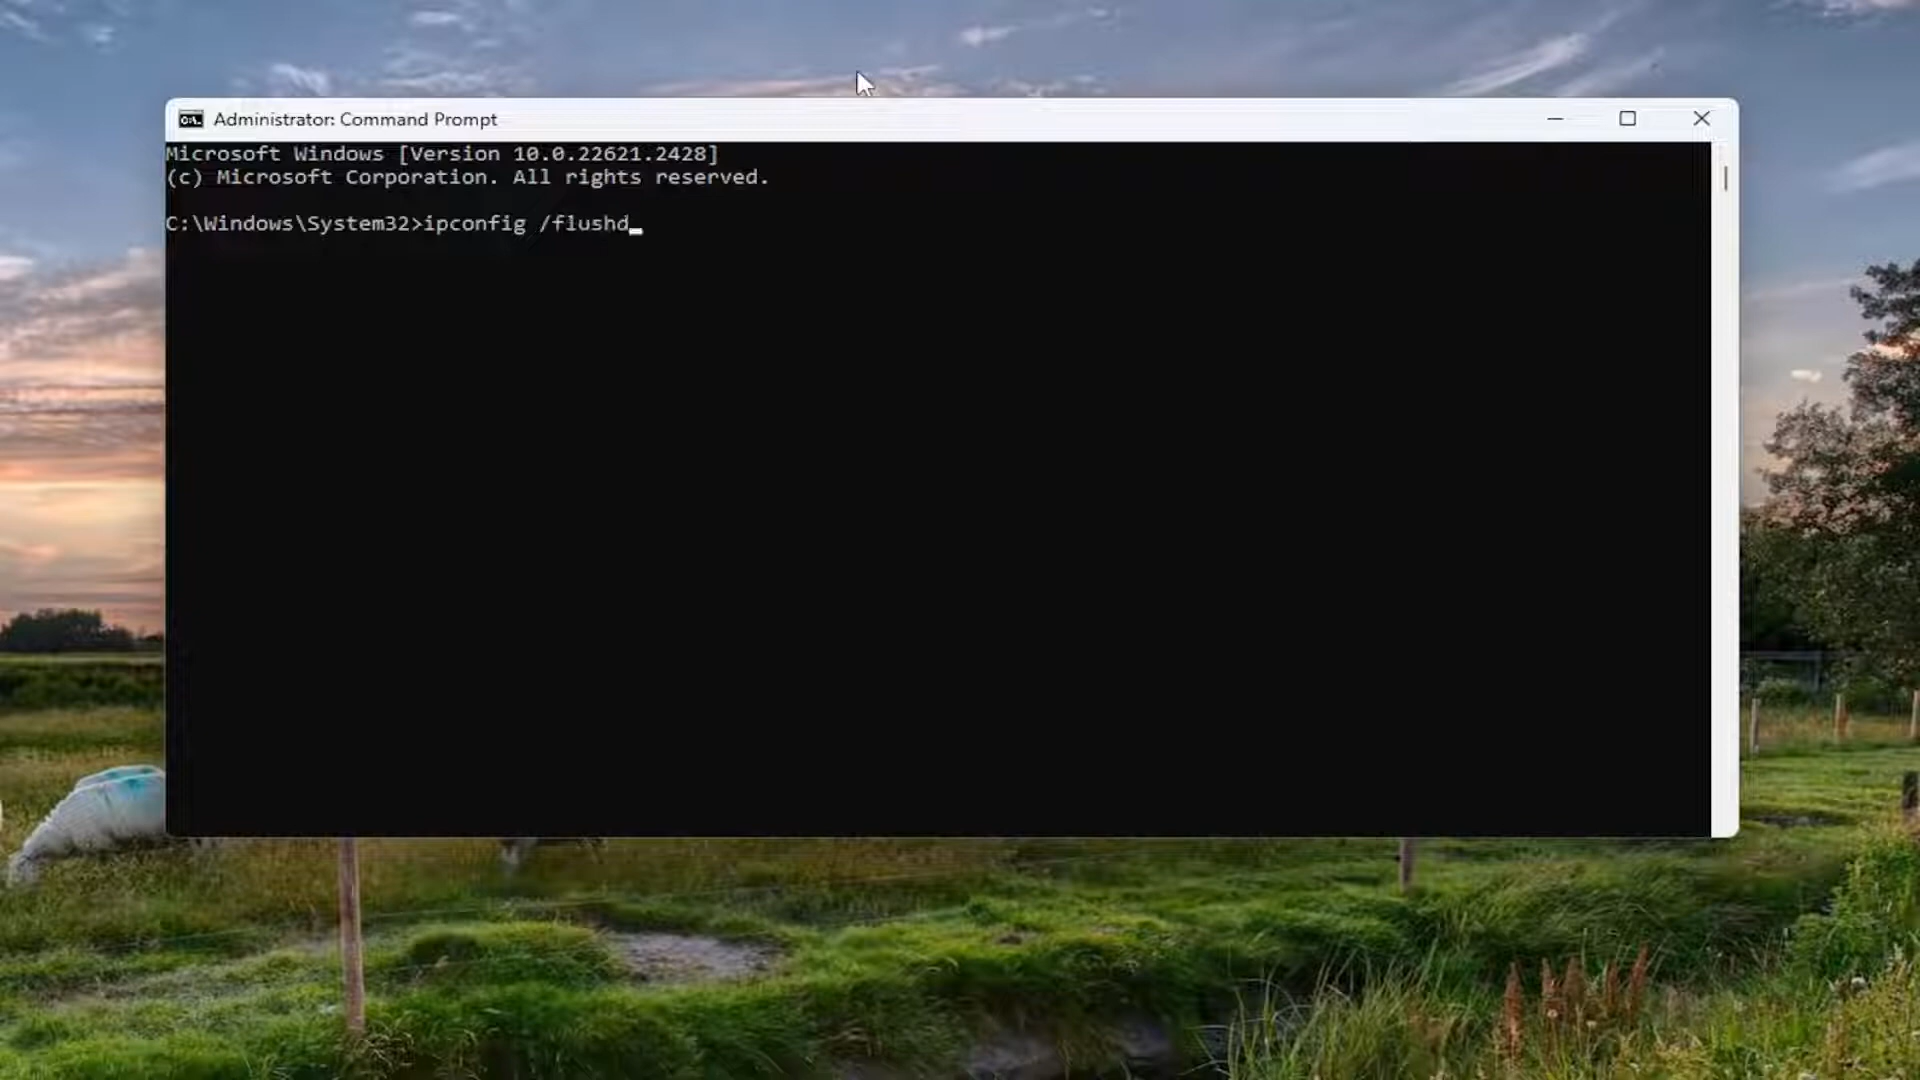 Administrator: Command Prompt
Microsoft Windows [Version 10.0.22621.2428]
(c) Microsoft Corporation. All rights reserved.
C:\Windows\System32>ipconfig /flushd